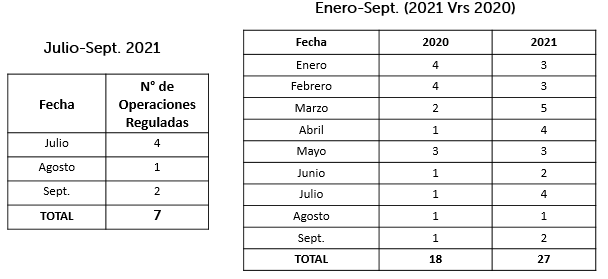 Julio-Sept. 2021
Fecha N° de Operaciones Reguladas
Julio 4
Agosto 1
Sept. 2
TOTAL 7
Enero-Sept. (2021 Vrs 2020)
Fecha 2020 2021
Enero 4 3
Febrero 4 3
Marzo 2 5
Abril 1 4
Mayo 3 3
Junio 1 2
Julio 1 4
Agosto 1 1
Sept. 1 2
TOTAL 18 27